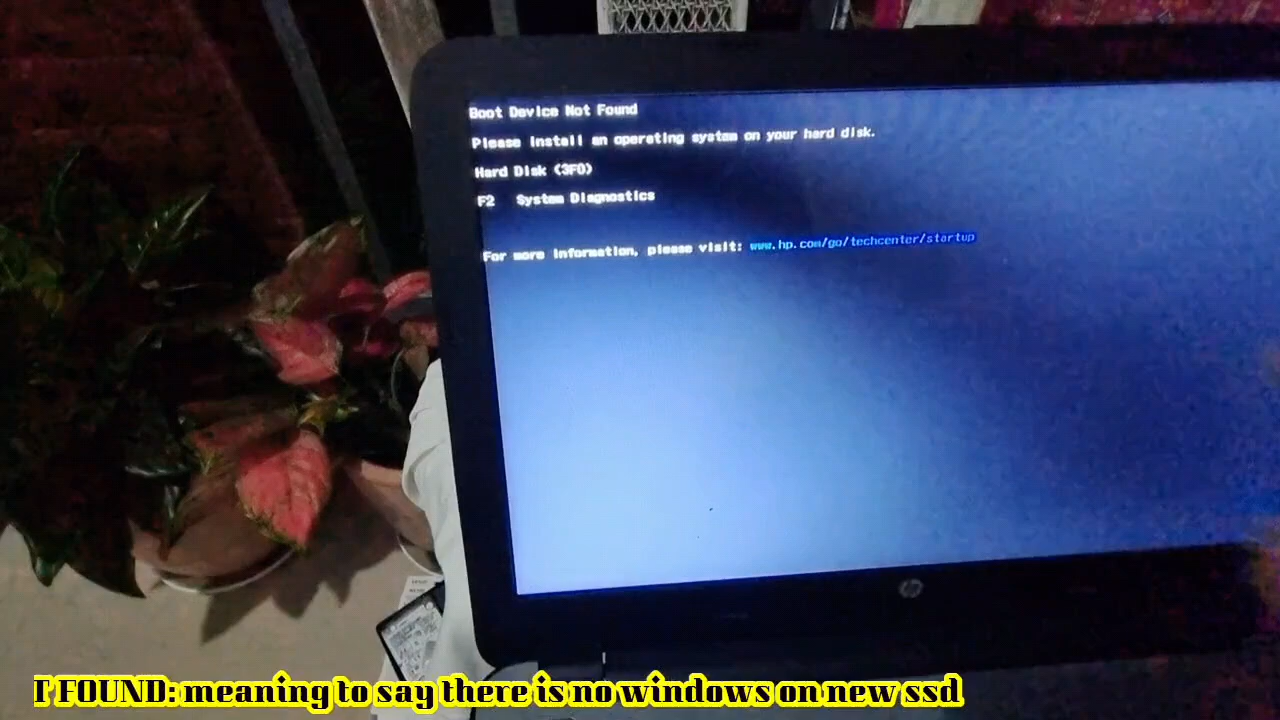 Boot Device Not Found
Please install an operating system on your hard disk.
Hard Disk (3F0)
F2 System Diagnostics
For more information, please visit: www.hp.com/go/techcenter/startup
hp
I FOUND: meaning to say there is no windows on new ssd